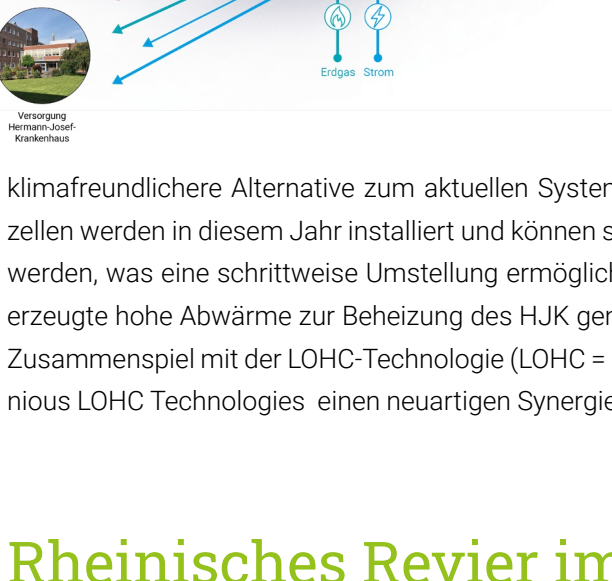 Erdgas Strom
Versorgung
Hermann-Josef-
Krankenhaus
klimafreundlichere Alternative zum aktuellen System
zellen werden in diesem Jahr installiert und können s
werden, was eine schrittweise Umstellung ermöglich
erzeugte hohe Abwärme zur Beheizung des HJK gen
Zusammenspiel mit der LOHC-Technologie (LOHC =
nious LOHC Technologies einen neuartigen Synergie
Rheinisches Revier im